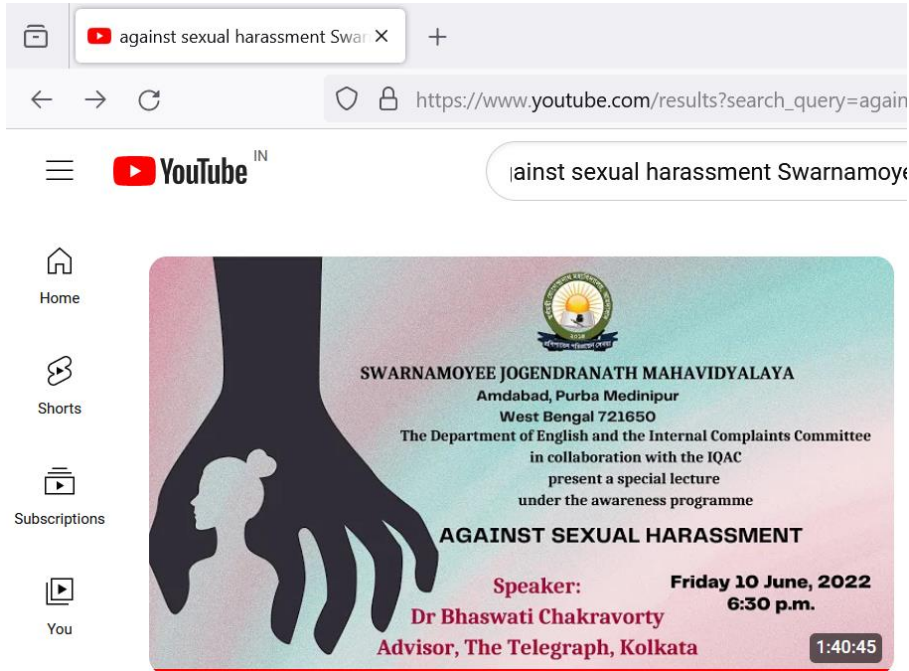 against sexual harassment Swar
https://www.youtube.com/results?search_query=again
YouTube IN
ainst sexual harassment Swarnamoye
Home
Shorts
Subscriptions
You
SWARNAMOYEE JOGENDRANATH MAHAVIDYALAYA
Amdabad, Purba Medinipur
West Bengal 721650
The Department of English and the Internal Complaints Committee
in collaboration with the IQAC
present a special lecture
under the awareness programme
AGAINST SEXUAL HARASSMENT
Speaker:
Dr Bhaswati Chakravorty
Advisor, The Telegraph, Kolkata
Friday 10 June, 2022
6:30 p.m.
1:40:45